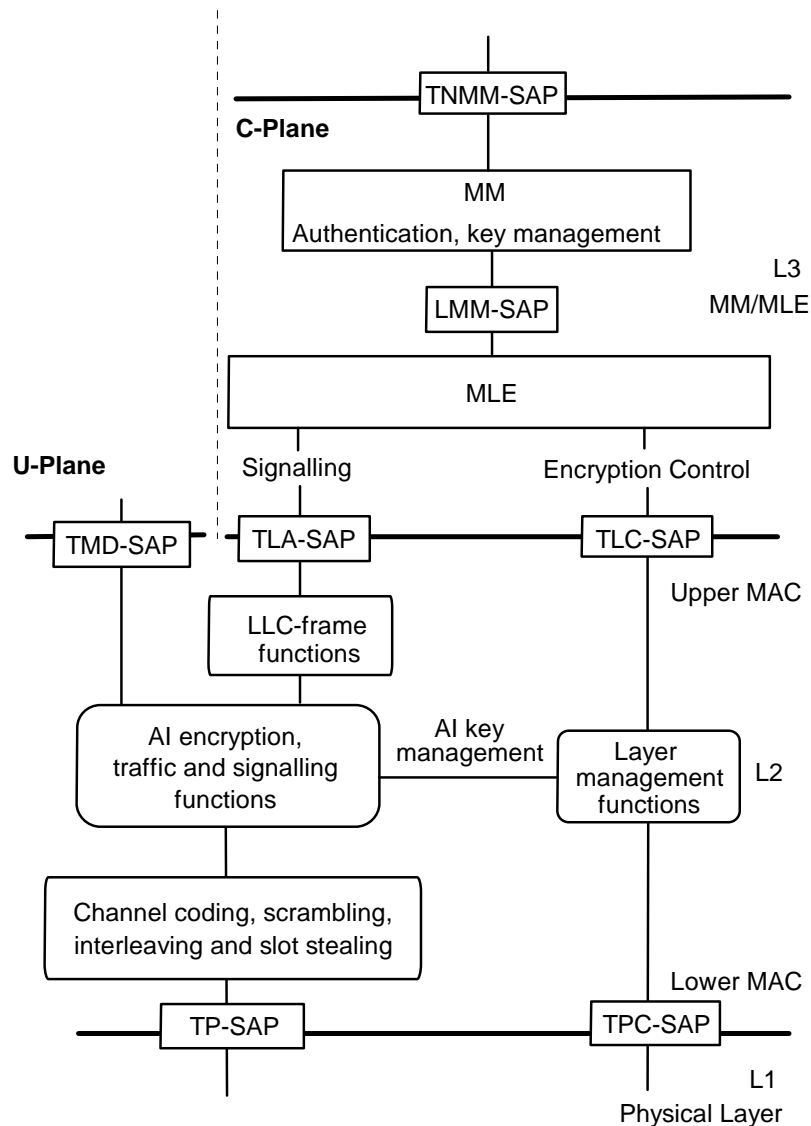 TNMM-SAP
C-Plane
MM
Authentication, key management
L3
MM/MLE
LMM-SAP
MLE
U-Plane
Signalling
Encryption Control
TMD-SAP
TLA-SAP
TLC-SAP
Upper MAC
LLC-frame
functions
AI encryption,
traffic and signalling
functions
AI key
management
Layer
management
functions
L2
Channel coding, scrambling,
interleaving and slot stealing
Lower MAC
TP-SAP
TPC-SAP
L1
Physical Layer